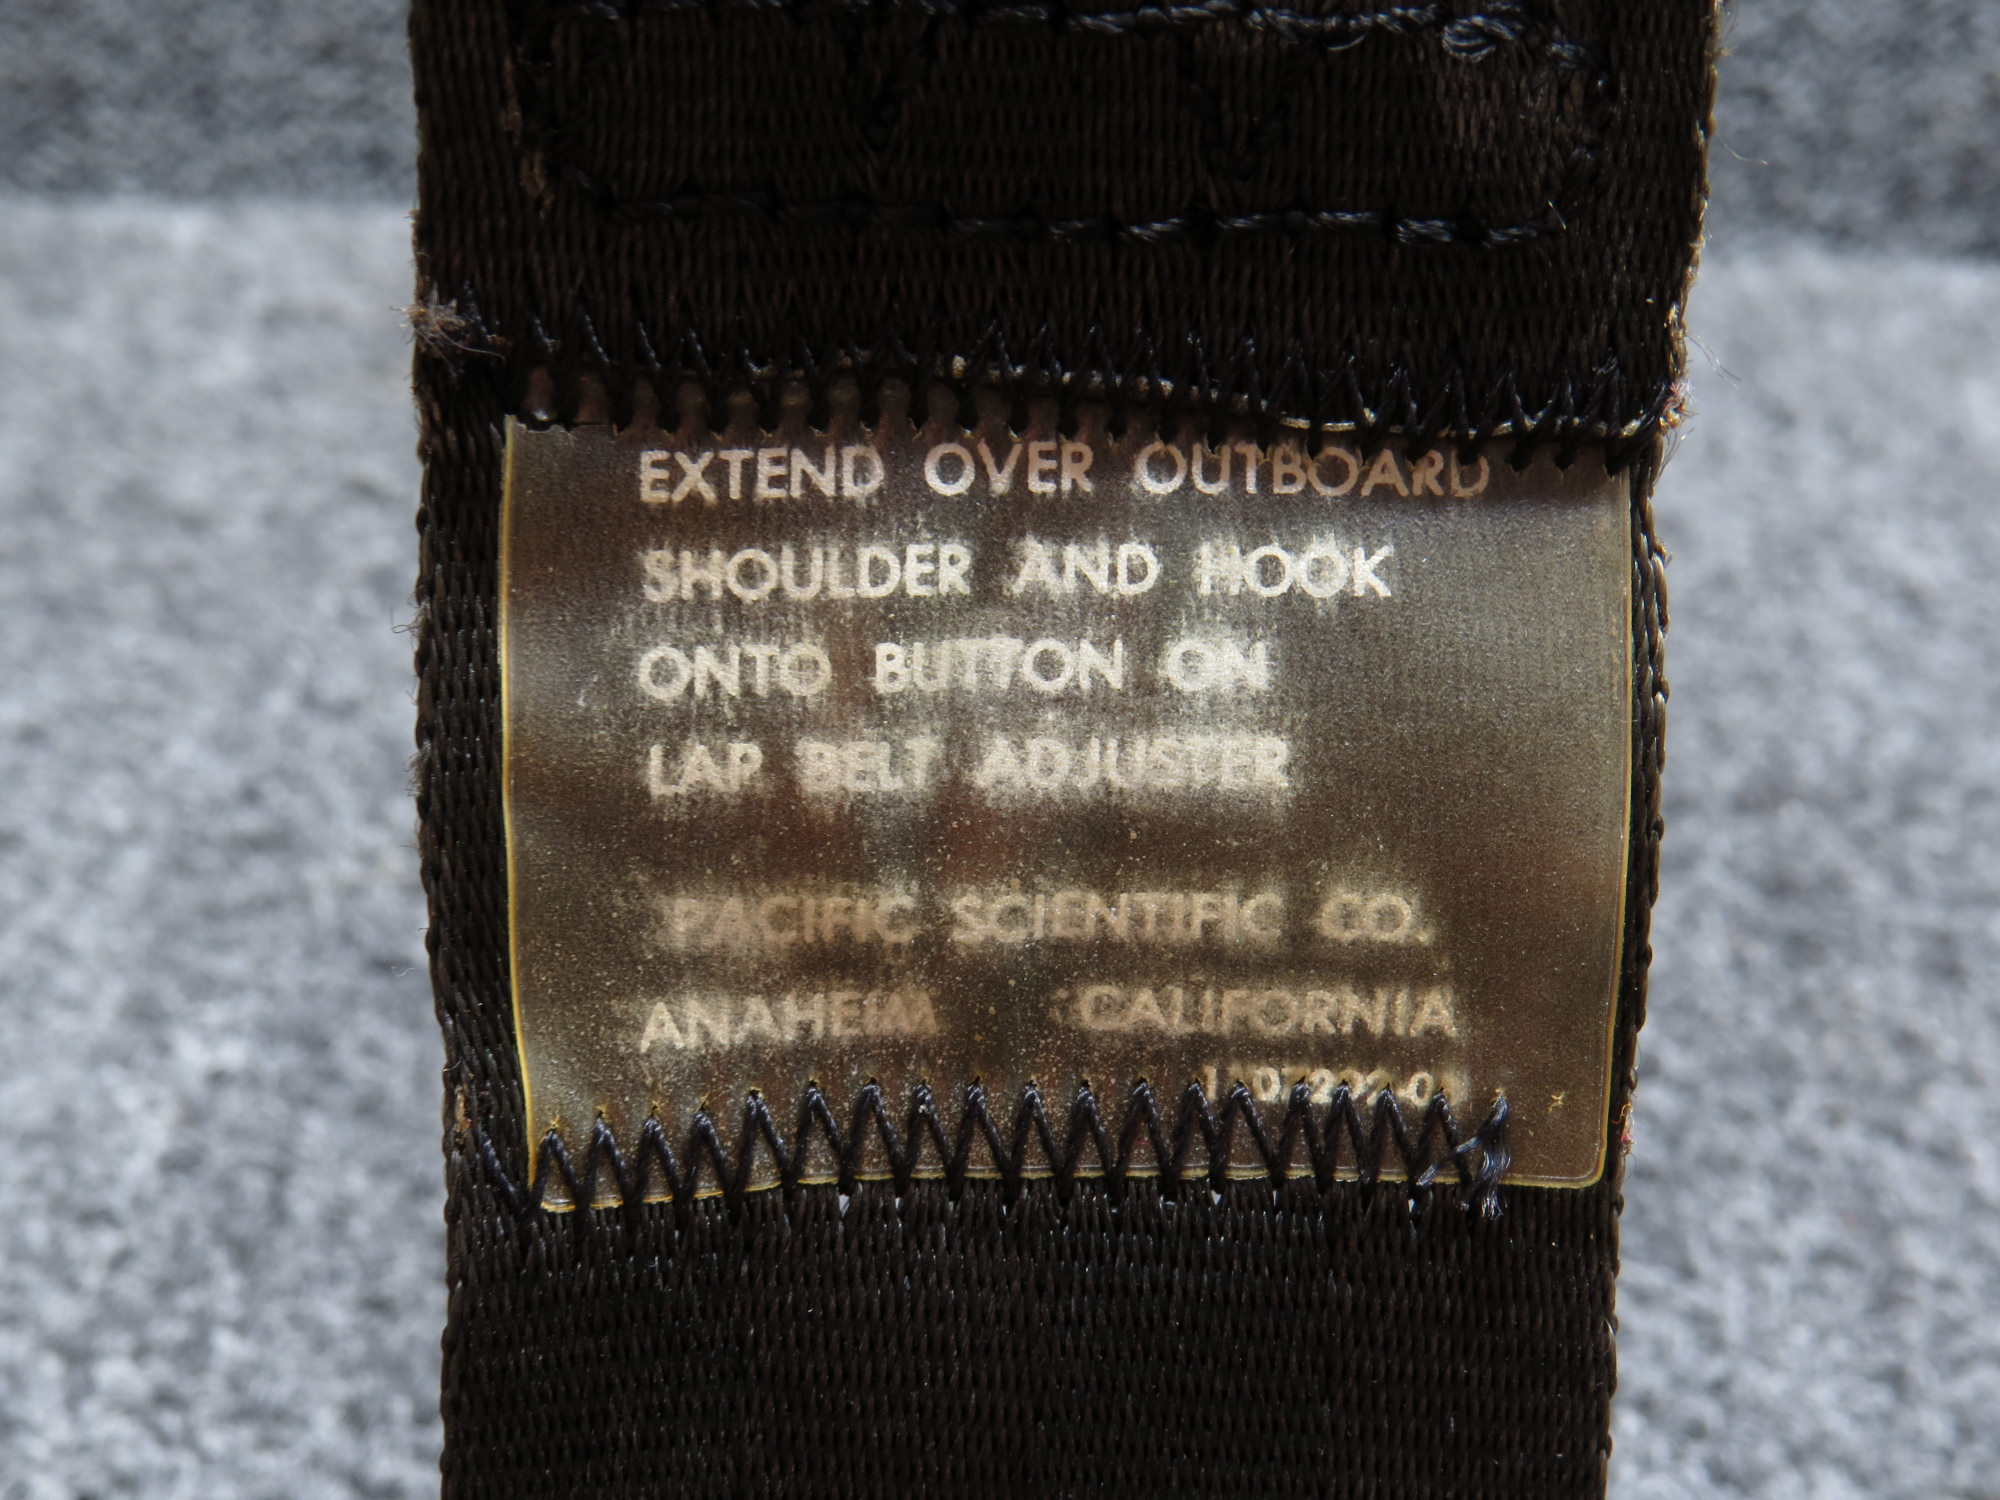 EXTEND OVER OUTBOARD
SHOULDER AND HOOK
ONTO BUTTON ON
LAP BELT ADJUSTER
PACIFIC SCIENTIFIC CO.
ANAHEIM CALIFORNIA